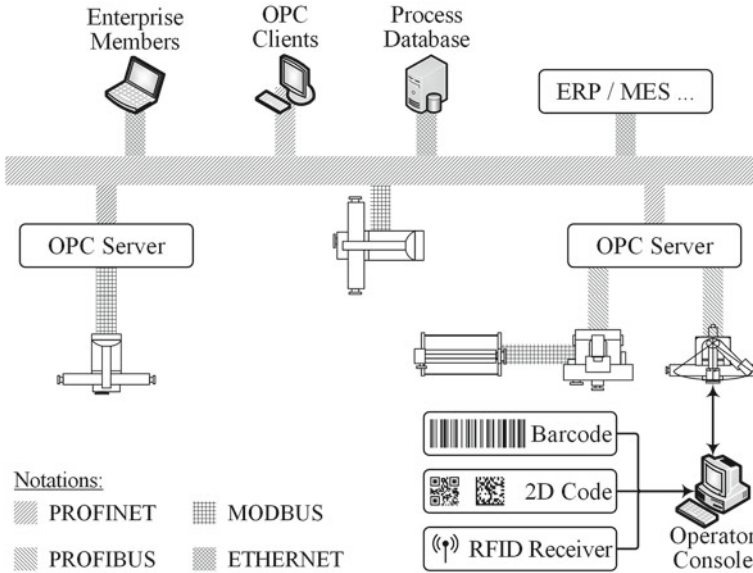 Enterprise
Members
OPC
Clients
Process
Database
ERP / MES ...
OPC Server
OPC Server
Barcode
2D Code
RFID Receiver
Operator
Console
Notations:
PROFINET
MODBUS
PROFIBUS
ETHERNET